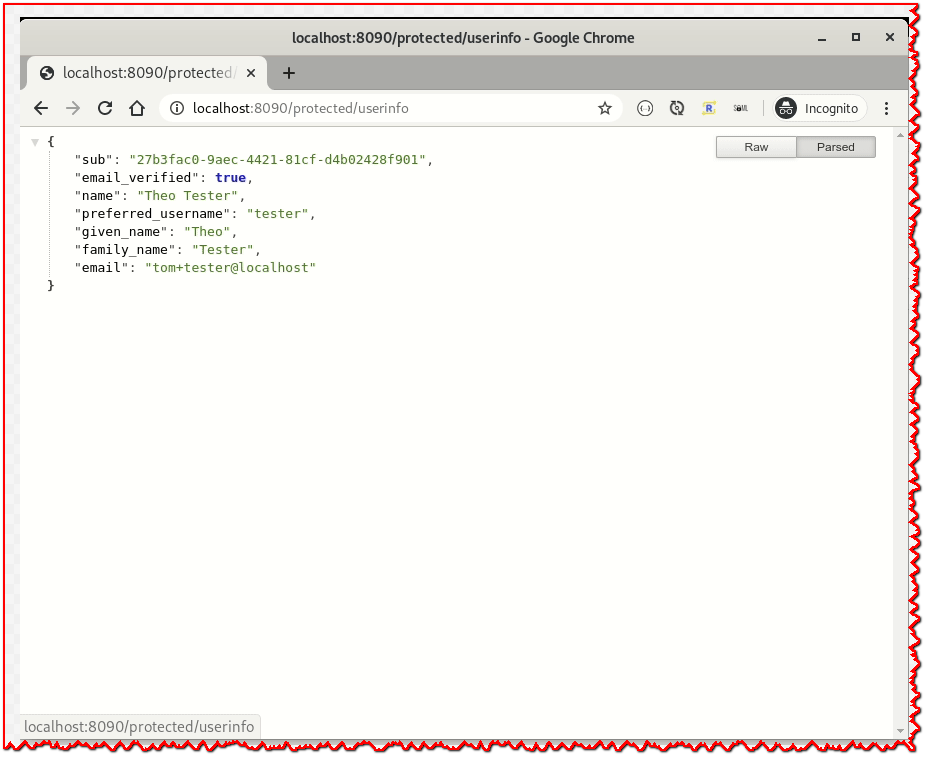 localhost:8090/protected/userinfo - Google Chrome
localhost:8090/protected/
localhost:8090/protected/userinfo
R
SAML
Incognito
Raw
Parsed
{
"sub": "27b3fac0-9aec-4421-81cf-d4b02428f901",
"email_verified": true,
"name": "Theo Tester",
"preferred_username": "tester",
"given_name": "Theo",
"family_name": "Tester",
"email": "tom+tester@localhost"
}
localhost:8090/protected/userinfo